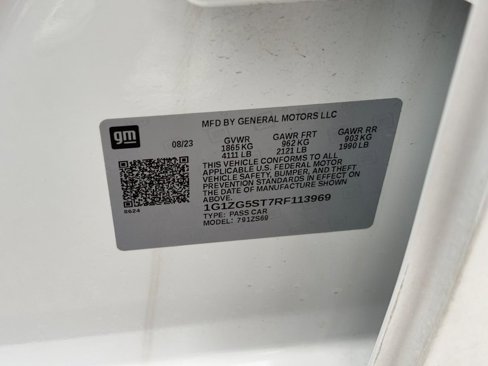 MFD BY GENERAL MOTORS LLC
gm
08/23 GVWR GAWR FRT GAWR RR
1865 KG 962 KG 903 KG
4111 LB 2121 LB 1990 LB
THIS VEHICLE CONFORMS TO ALL
APPLICABLE U.S. FEDERAL MOTOR
VEHICLE SAFETY, BUMPER, AND THEFT
PREVENTION STANDARDS IN EFFECT ON
THE DATE OF MANUFACTURE SHOWN
ABOVE.
1G1ZG5ST7RF113969
TYPE: PASS CAR
MODEL: 791ZS69
8624